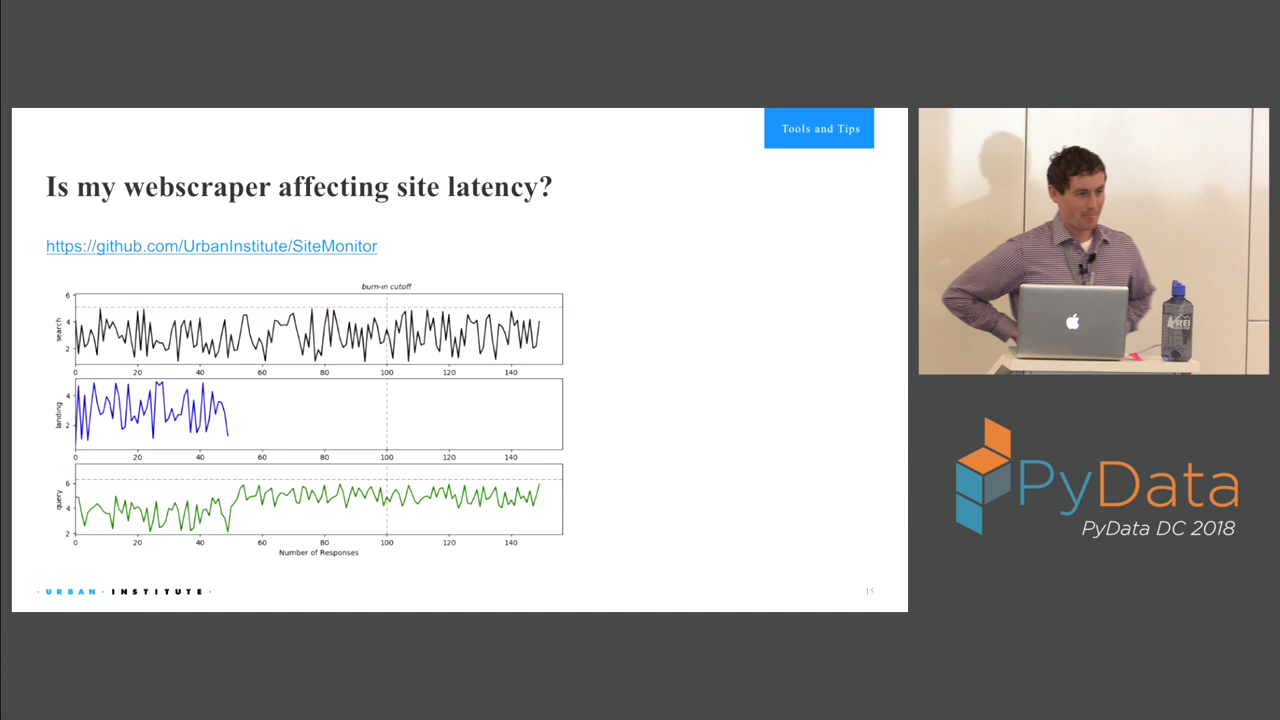 Tools and Tips
Is my webscraper affecting site latency?
https://github.com/UrbanInstitute/SiteMonitor
burn-in cutoff
search
6
4
2
0 20 40 60 80 100 120 140
landing
4
2
0 20 40 60 80 100 120 140
query
6
4
2
0 20 40 60 80 100 120 140
Number of Responses
· URBAN · INSTITUTE ·
15
REI
PyData
PyData DC 2018